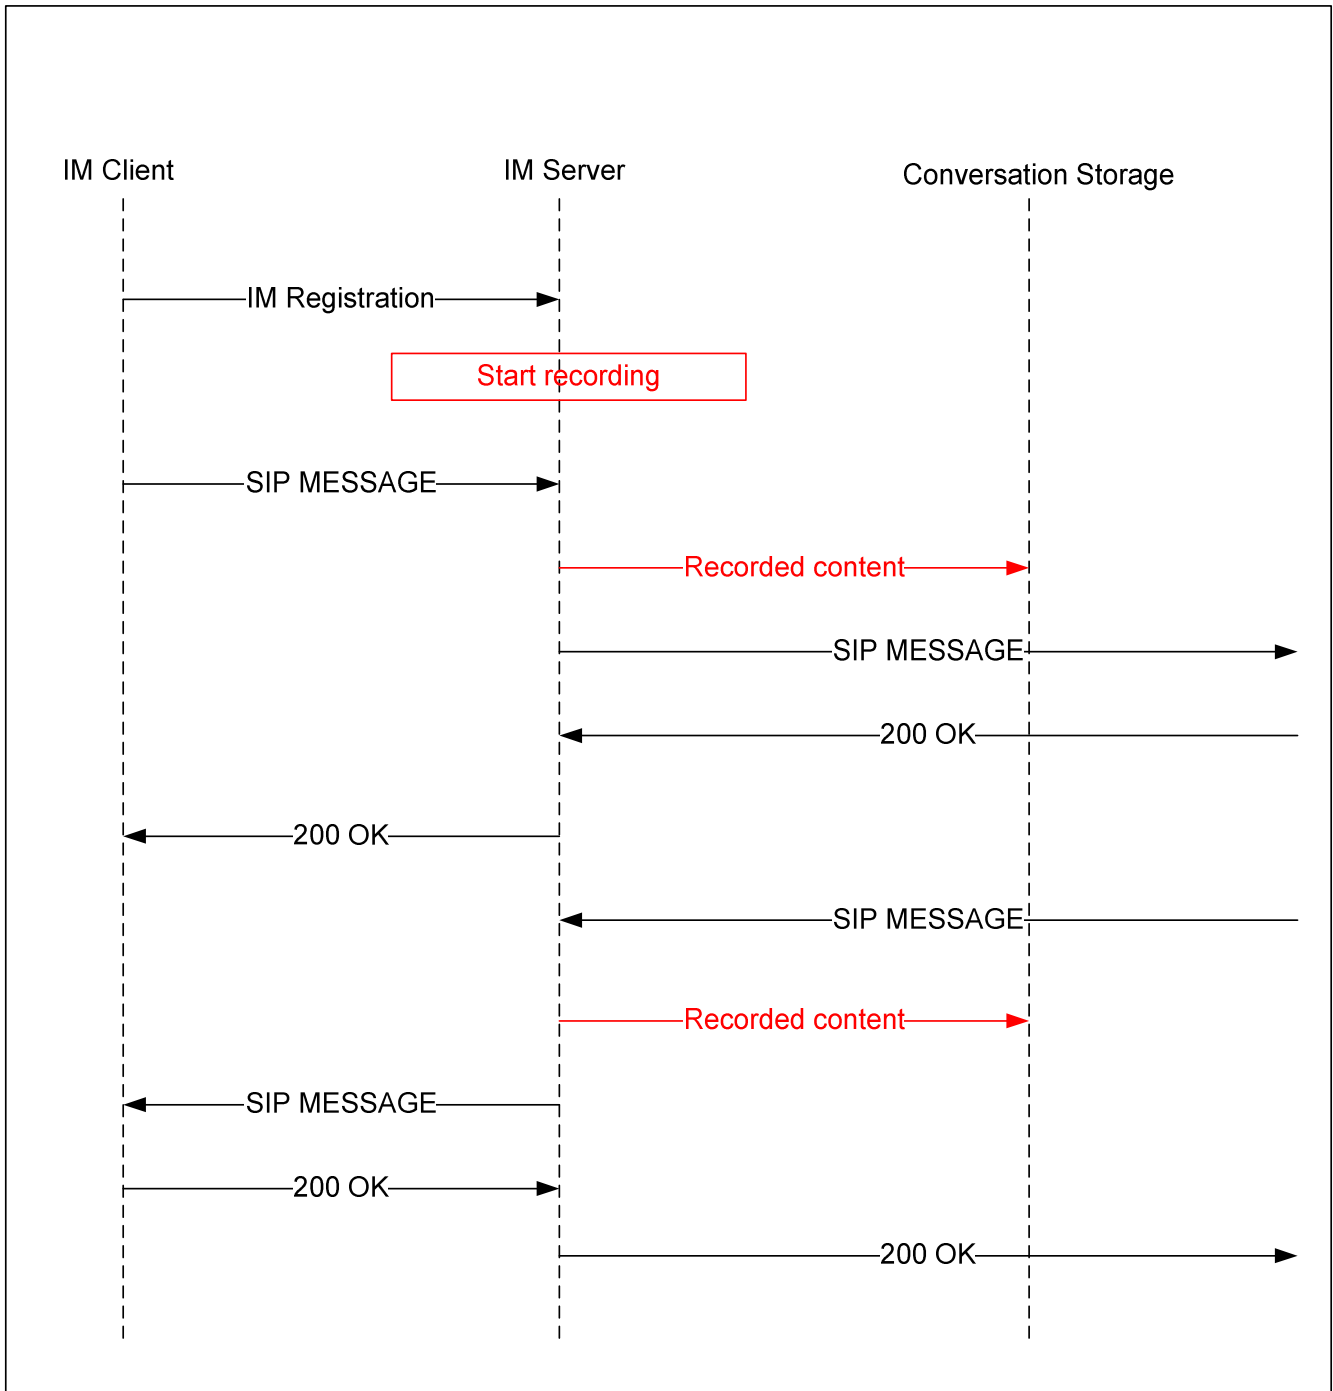 IM Client
IM Server
Conversation Storage
IM Registration
Start recording
SIP MESSAGE
Recorded content
SIP MESSAGE
200 OK
200 OK
SIP MESSAGE
Recorded content
SIP MESSAGE
200 OK
200 OK